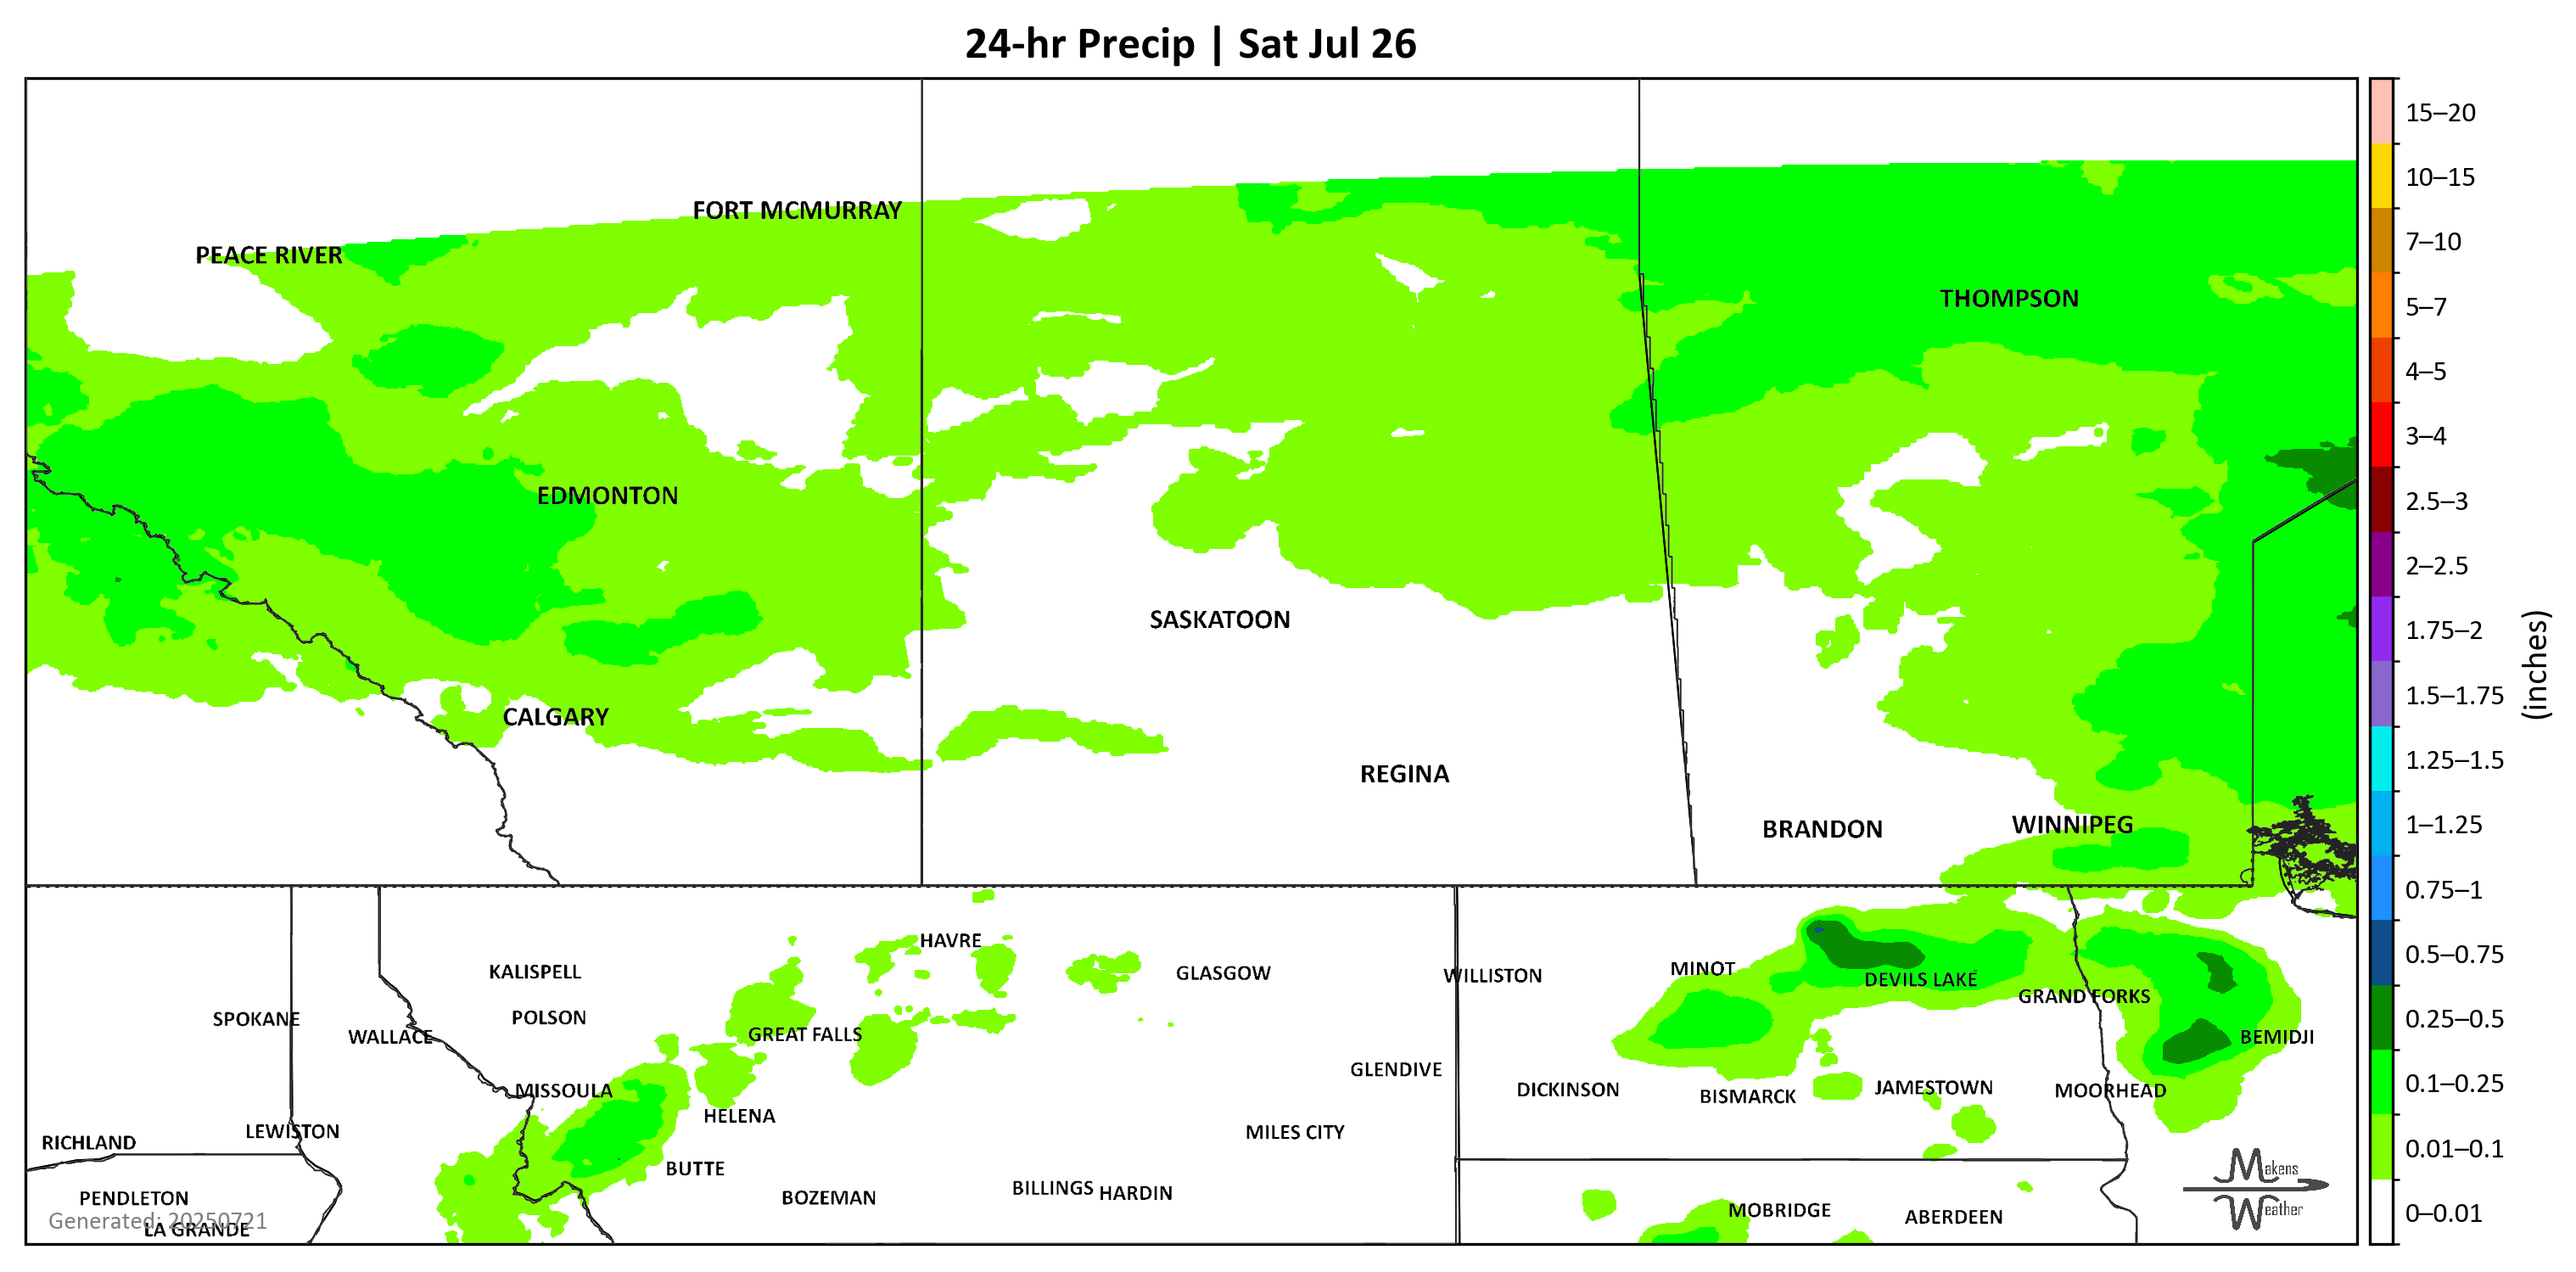 24-hr Precip | Sat Jul 26
FORT MCMURRAY
PEACE RIVER
THOMPSON
EDMONTON
SASKATOON
CALGARY
REGINA
WINNIPEG
BRANDON
HAVRE
KALISPELL
GLASGOW
WILLISTON
MINOT
DEVILS LAKE
GRAND FORKS
SPOKANE
POLSON
WALLACE
GREAT FALLS
BEMIDJI
GLENDIVE
MISSOULA
DICKINSON
BISMARCK
JAMESTOWN
MOORHEAD
HELENA
LEWISTON
MILES CITY
RICHLAND
BUTTE
PENDLETON
BOZEMAN
BILLINGS
HARDIN
MOBRIDGE
ABERDEEN
Generated: 20250721
LA GRANDE
Makens
Weather
15–20
10–15
7–10
5–7
4–5
3–4
2.5–3
2–2.5
1.75–2
1.5–1.75
1.25–1.5
1–1.25
0.75–1
0.5–0.75
0.25–0.5
0.1–0.25
0.01–0.1
0–0.01
(inches)